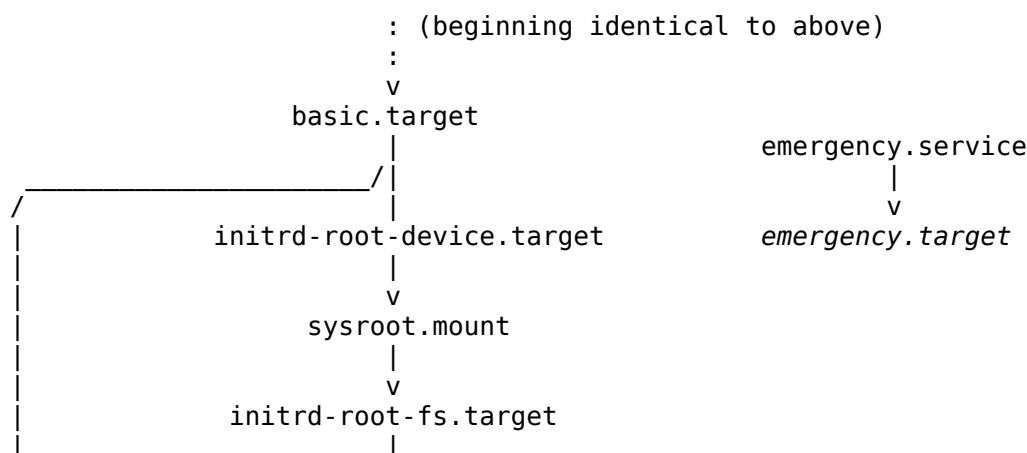 : (beginning identical to above)
:
v
basic.target
| emergency.service
______________________/| |
/ | v
| initrd-root-device.target emergency.target
| |
| v
| sysroot.mount
| |
| v
| initrd-root-fs.target
| |